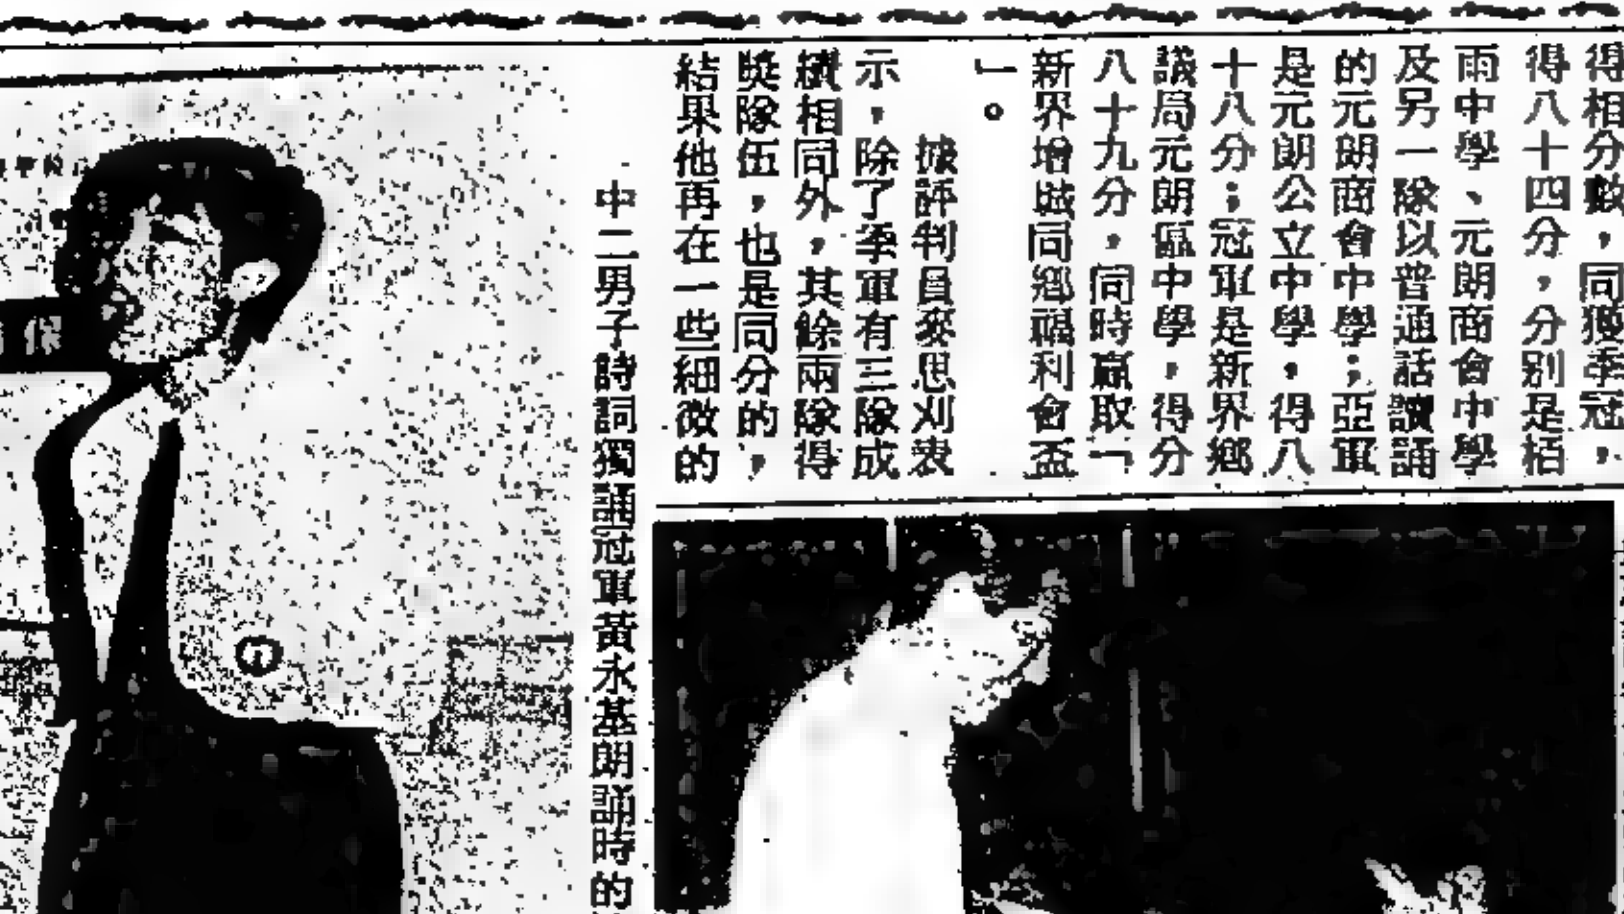 得相分數，同獲季冠，
得八十四分，分別是栢
雨中學、元朗商會中學
及另一隊以普通話讀誦
的元朗商會中學；亞軍
是元朗公立中學，得八
十八分；冠軍是新界鄉
議局元朗區中學，得分
八十九分，同時贏取「
新界增城同鄉福利會盃
」。
據評判員麥思刈表
示，除了季軍有三隊成
績相同外，其餘兩隊得
獎隊伍，也是同分的，
結果他再在一些細微的
中二男子詩詞獨誦冠軍黃永基朗誦時的
保